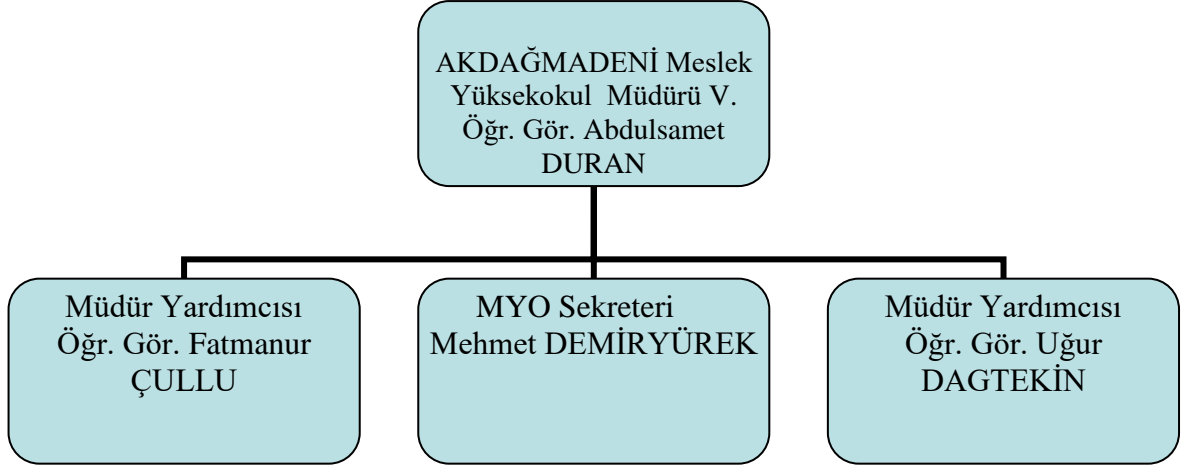 AKDAĞMADENİ Meslek
Yüksekokul Müdürü V.
Öğr. Gör. Abdulsamet
DURAN
Müdür Yardımcısı
Öğr. Gör. Fatmanur
ÇULLU
MYO Sekreteri
Mehmet DEMİRYÜREK
Müdür Yardımcısı
Öğr. Gör. Uğur
DAGTEKİN